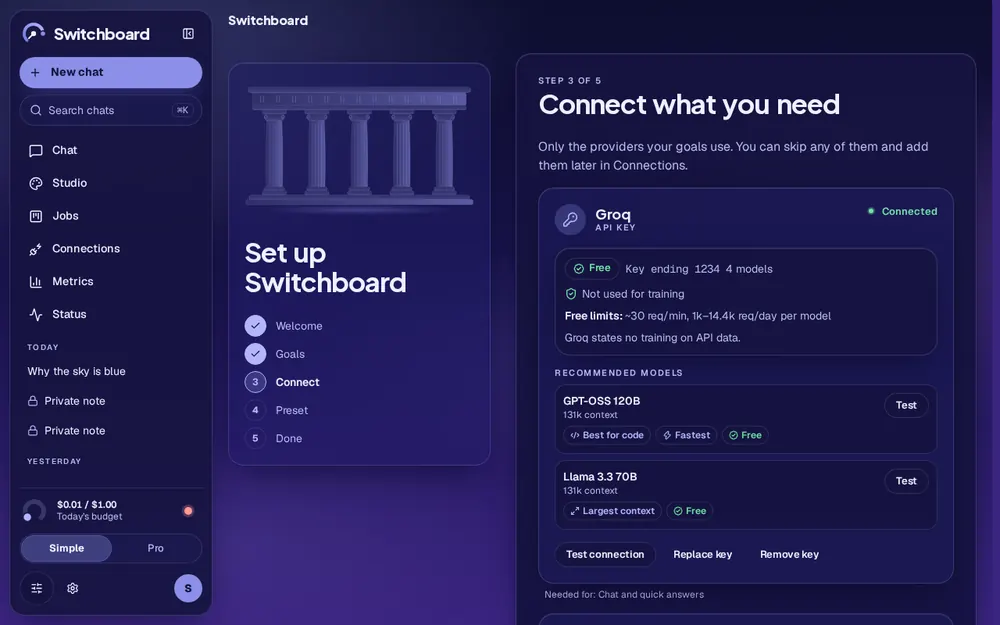 Switchboard
New chat
Search chats ⌘K
Chat
Studio
Jobs
Connections
Metrics
Status
TODAY
Why the sky is blue
Private note
Private note
YESTERDAY
$0.01 / $1.00
Today's budget
Simple Pro
S
Switchboard
Set up
Switchboard
Welcome
Goals
3 Connect
4 Preset
5 Done
STEP 3 OF 5
Connect what you need
Only the providers your goals use. You can skip any of them and add
them later in Connections.
Groq
API KEY
Connected
Free Key ending 1234 4 models
Not used for training
Free limits: ~30 req/min, 1k–14.4k req/day per model
Groq states no training on API data.
RECOMMENDED MODELS
GPT-OSS 120B
131k context
Best for code Fastest Free
Test
Llama 3.3 70B
131k context
Largest context Free
Test
Test connection Replace key Remove key
Needed for: Chat and quick answers